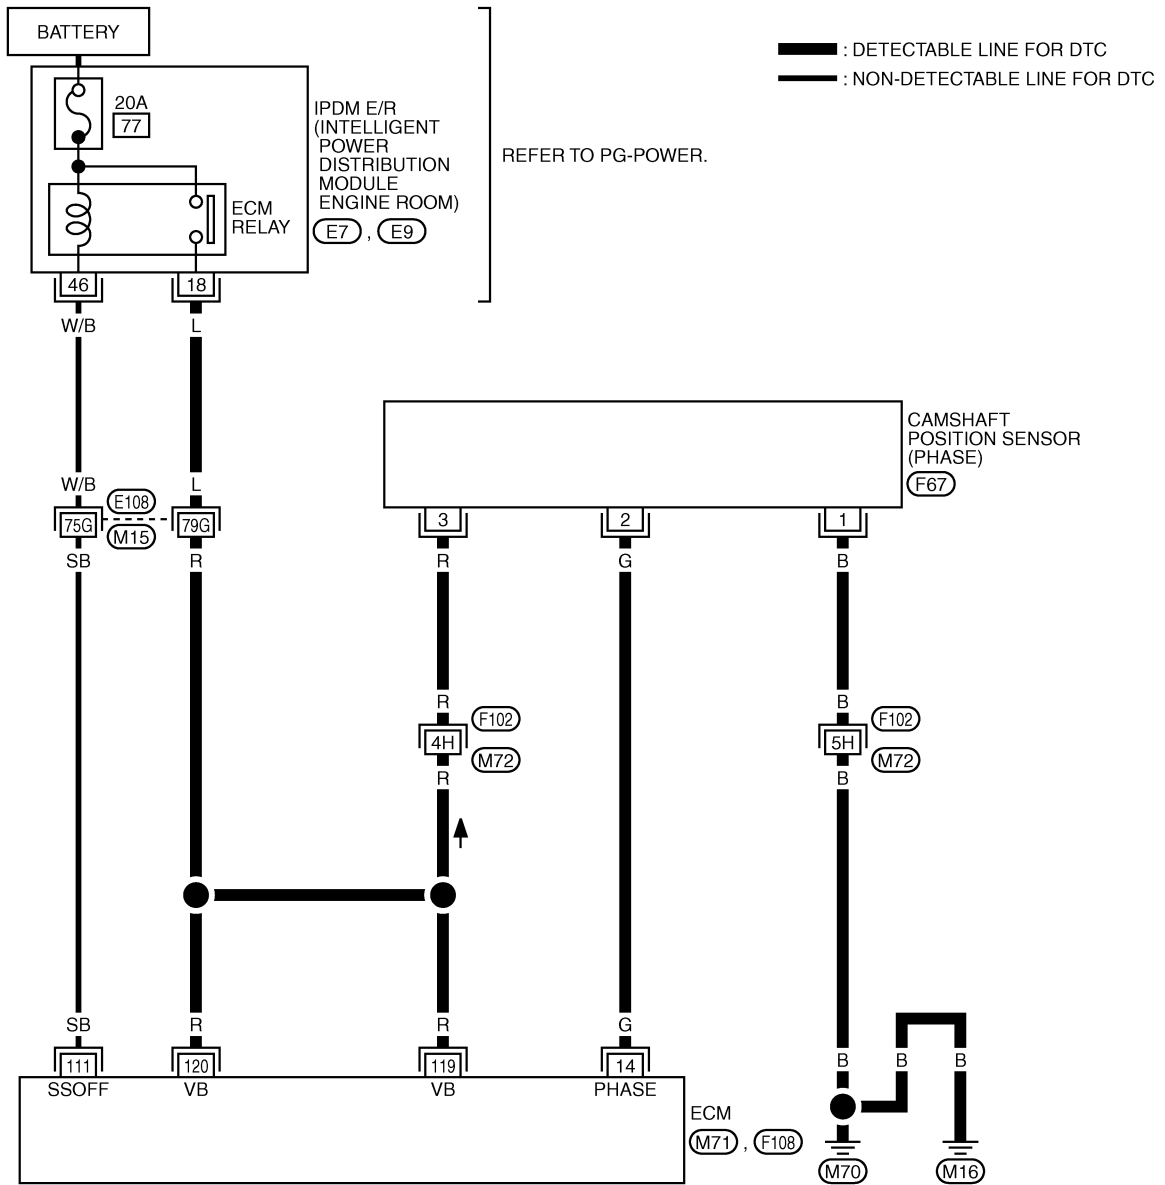 BATTERY
: DETECTABLE LINE FOR DTC
: NON-DETECTABLE LINE FOR DTC
20A
77
IPDM E/R
(INTELLIGENT
POWER
DISTRIBUTION
MODULE
ENGINE ROOM)
E7 , E9
REFER TO PG-POWER.
ECM
RELAY
46 18
W/B L
CAMSHAFT
POSITION SENSOR
(PHASE)
F67
W/B L
E108
75G 79G
M15
3 2 1
SB R R G B
R B
F102 F102
4H 5H
M72 M72
R B
SB R R G
B B B
111 120 119 14
SSOFF VB VB PHASE
ECM
M71 , F108
M70 M16